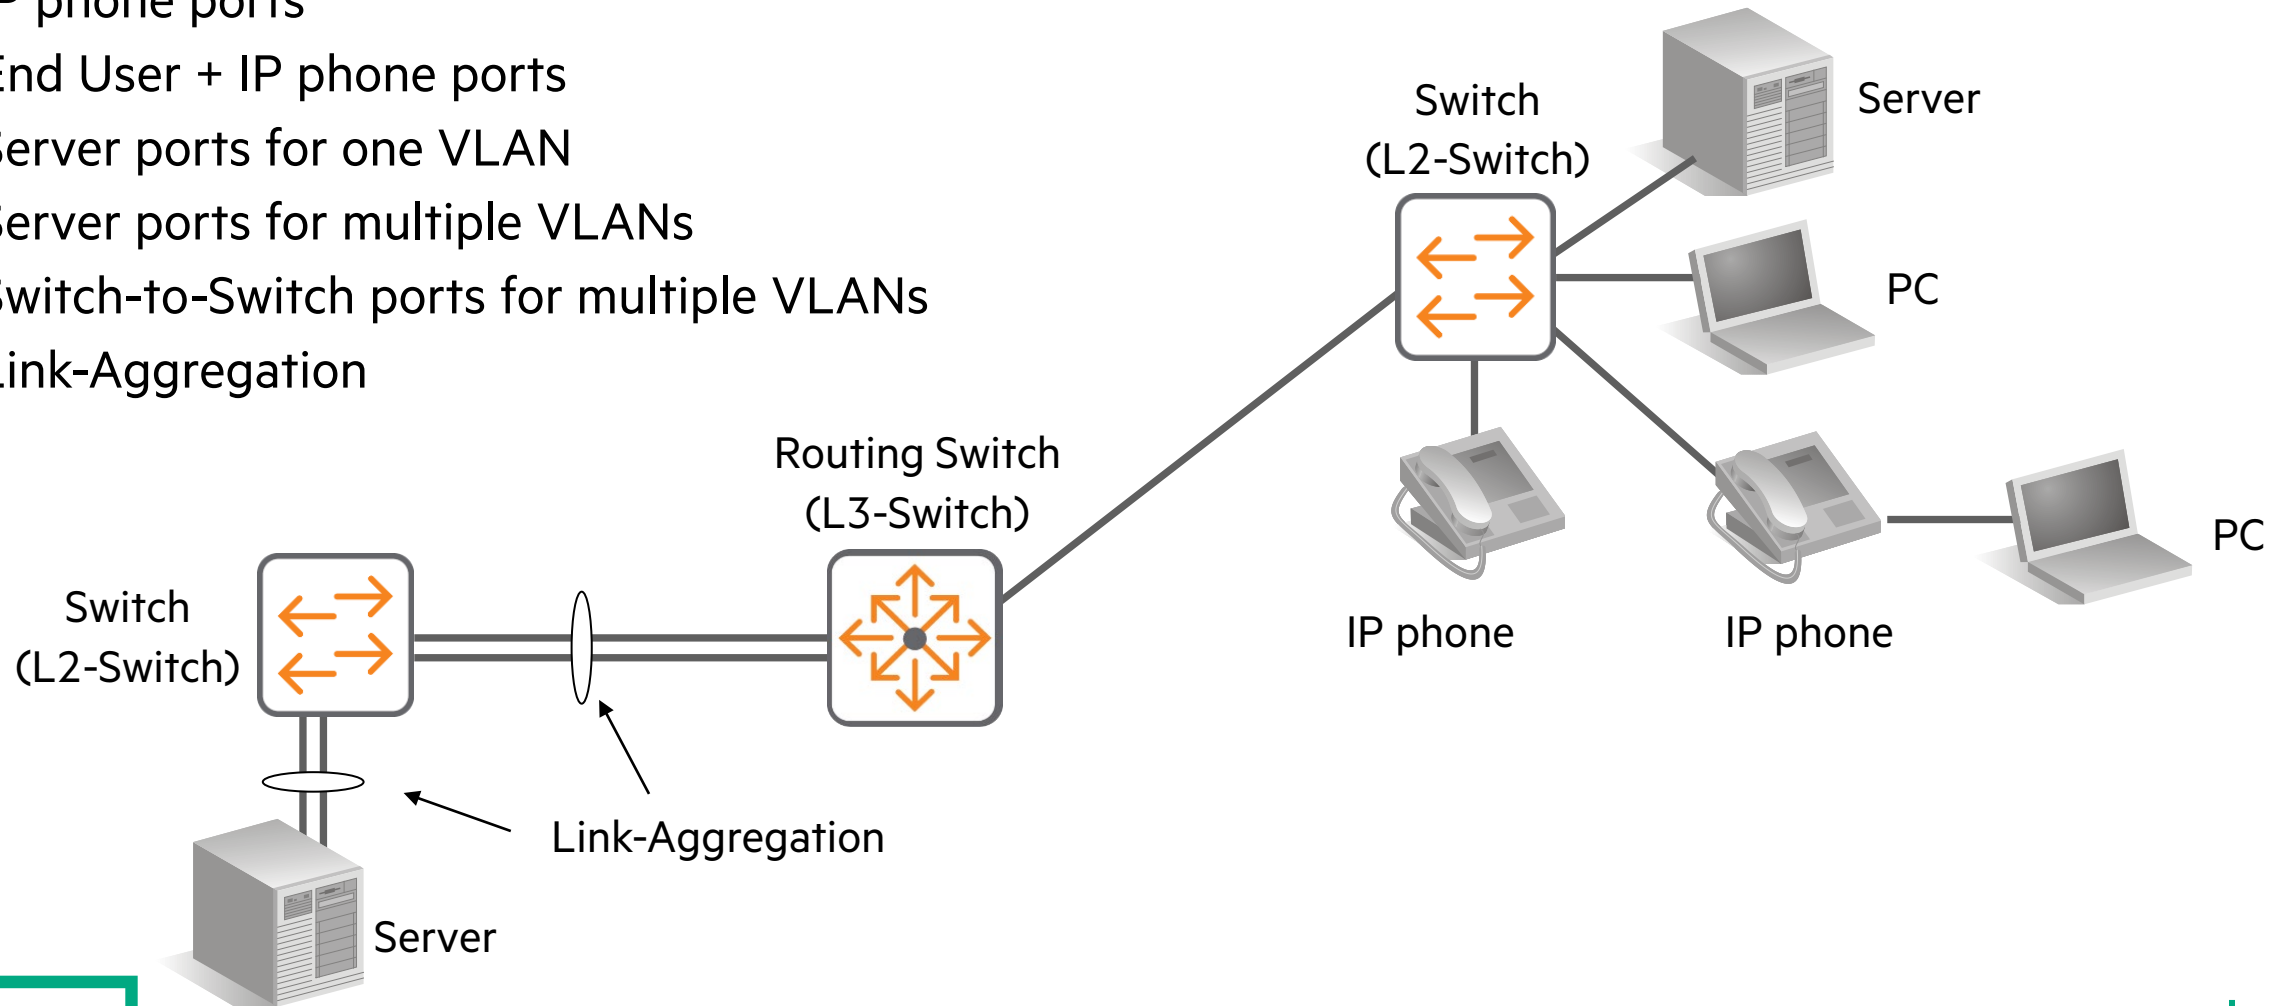 phone ports
End User + IP phone ports
Server ports for one VLAN
Server ports for multiple VLANs
Switch-to-Switch ports for multiple VLANs
Link-Aggregation
Switch
(L2-Switch)
Server
PC
Routing Switch
(L3-Switch)
PC
Switch
(L2-Switch)
IP phone
IP phone
Link-Aggregation
Server